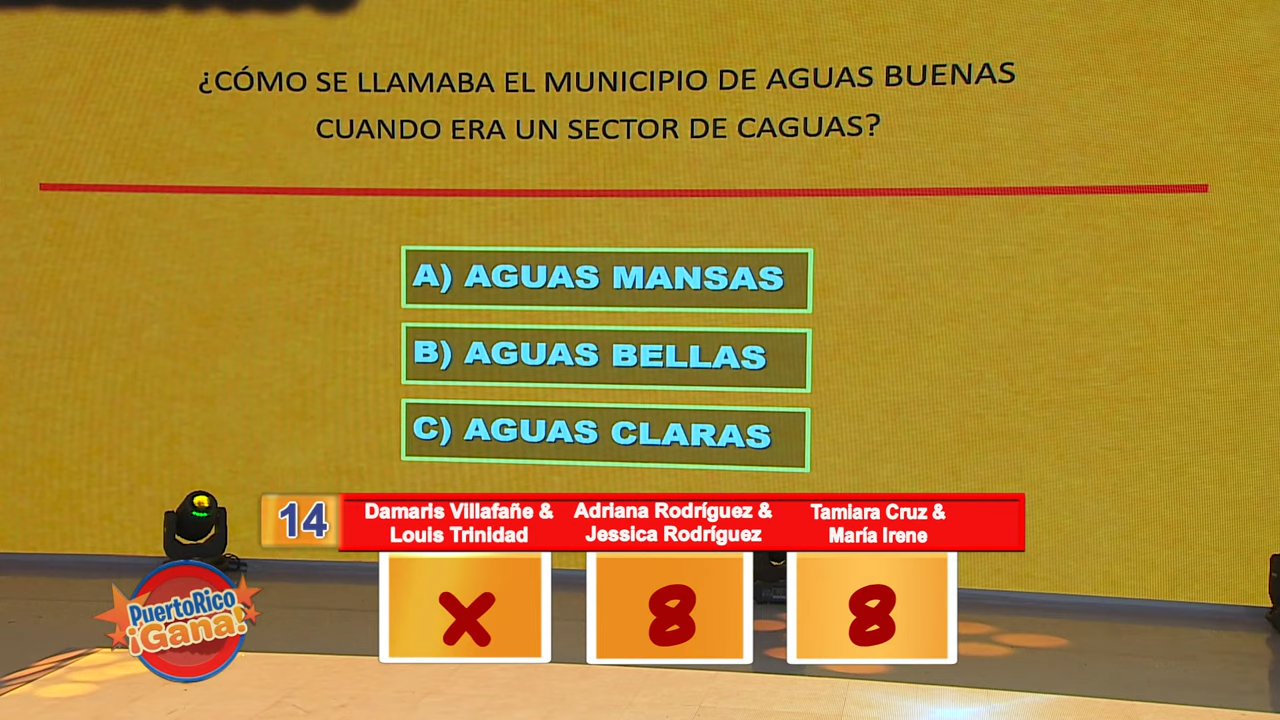 ¿CÓMO SE LLAMABA EL MUNICIPIO DE AGUAS BUENAS
CUANDO ERA UN SECTOR DE CAGUAS?
A) AGUAS MANSAS
B) AGUAS BELLAS
C) AGUAS CLARAS
14
Damaris Villafañe &
Louis Trinidad
Adriana Rodríguez &
Jessica Rodríguez
Tamiara Cruz &
María Irene
X
8
8
PuertoRico
¡Gana!